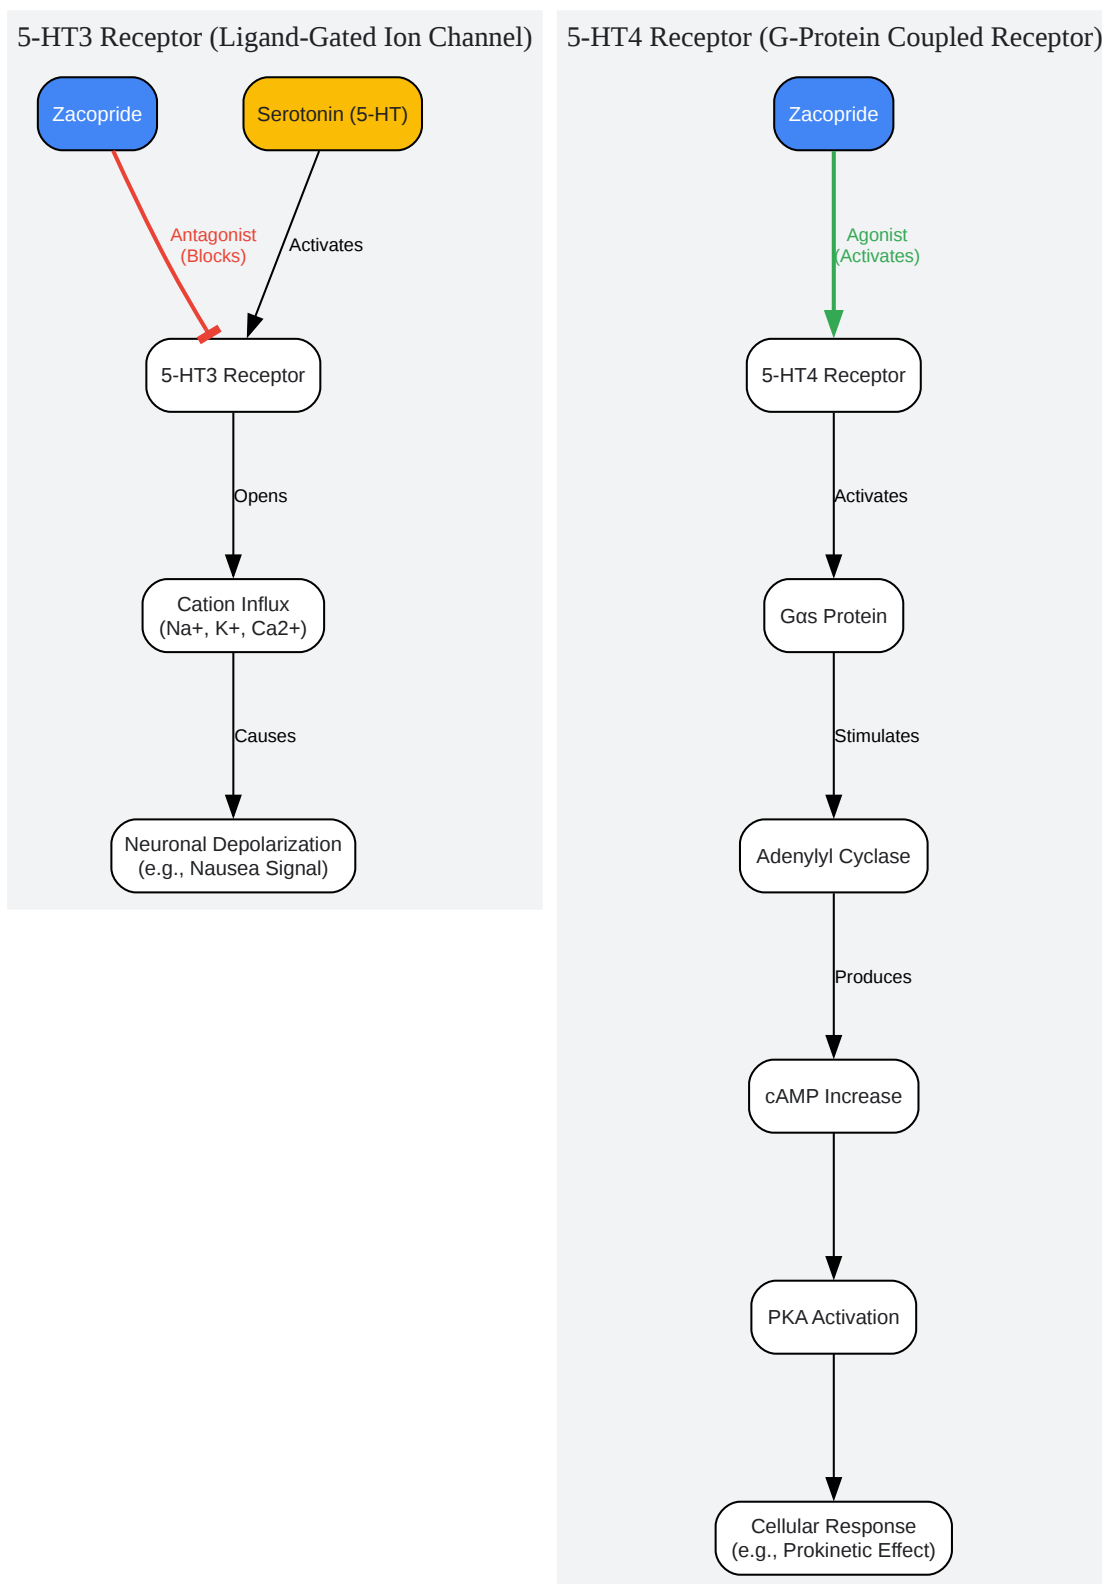 5-HT3 Receptor (Ligand-Gated Ion Channel)
Zacopride
Serotonin (5-HT)
Antagonist
(Blocks)
Activates
5-HT3 Receptor
Opens
Cation Influx
(Na+, K+, Ca2+)
Causes
Neuronal Depolarization
(e.g., Nausea Signal)
5-HT4 Receptor (G-Protein Coupled Receptor)
Zacopride
Agonist
(Activates)
5-HT4 Receptor
Activates
Gαs Protein
Stimulates
Adenylyl Cyclase
Produces
cAMP Increase
PKA Activation
Cellular Response
(e.g., Prokinetic Effect)